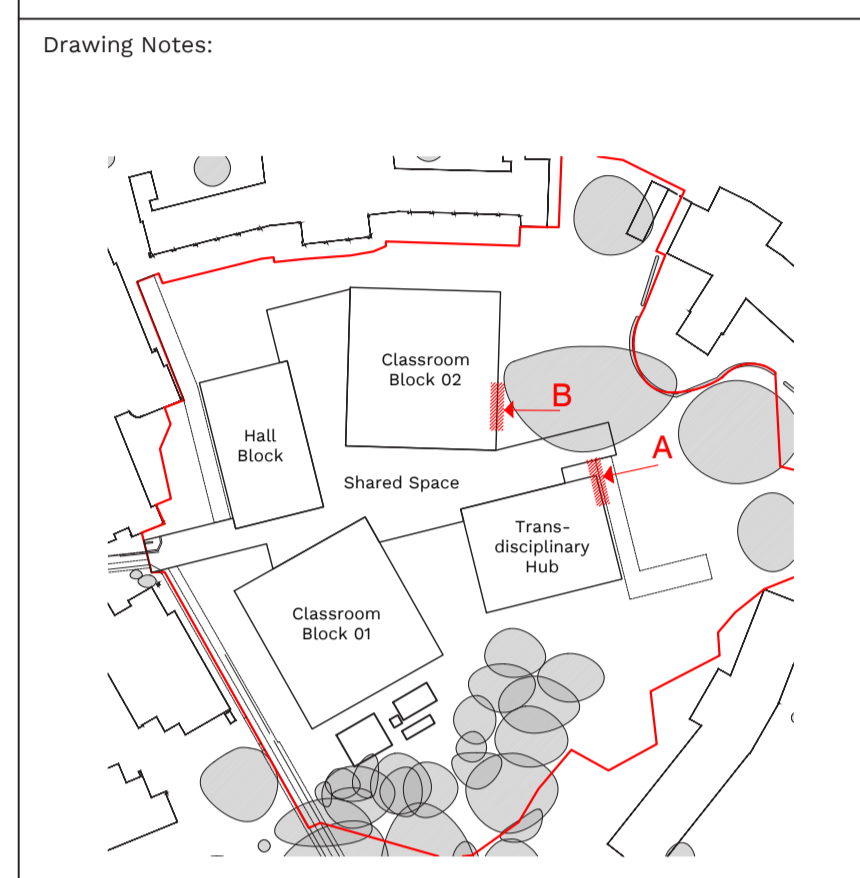 Drawing Notes:
Classroom
Block 02
B
Hall
Block
A
Shared Space
Trans-
disciplinary
Hub
Classroom
Block 01